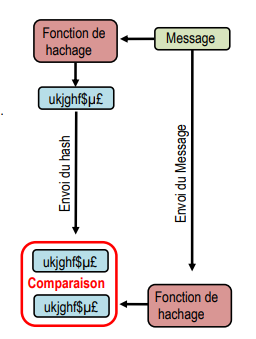 Fonction de
hachage
Message
ukjghf$µ£
Envoi du hash
Envoi du Message
ukjghf$µ£
Comparaison
ukjghf$µ£
Fonction de
hachage